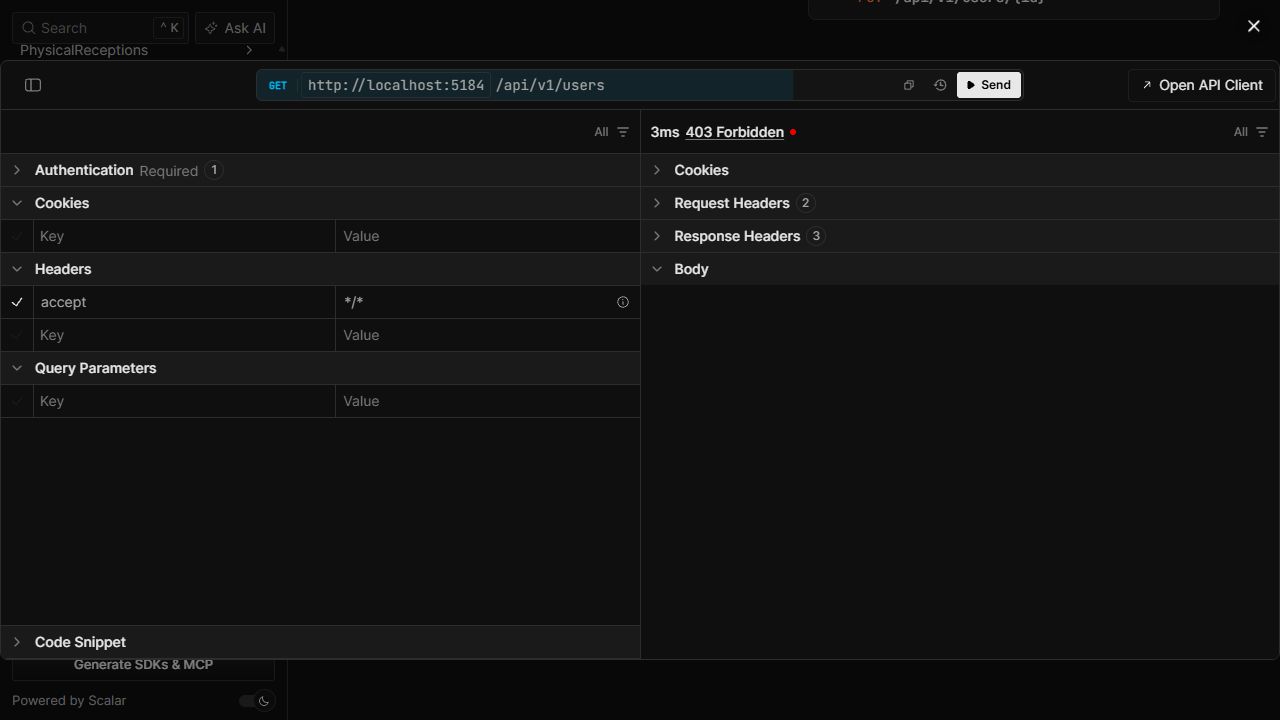 Search ^ K Ask AI
PhysicalReceptions
GET http://localhost:5184 /api/v1/users Send Open API Client
All
Authentication Required 1
Cookies
Key Value
Headers
accept */*
Key Value
Query Parameters
Key Value
Code Snippet
3ms 403 Forbidden All
Cookies
Request Headers 2
Response Headers 3
Body
Generate SDKs & MCP
Powered by Scalar